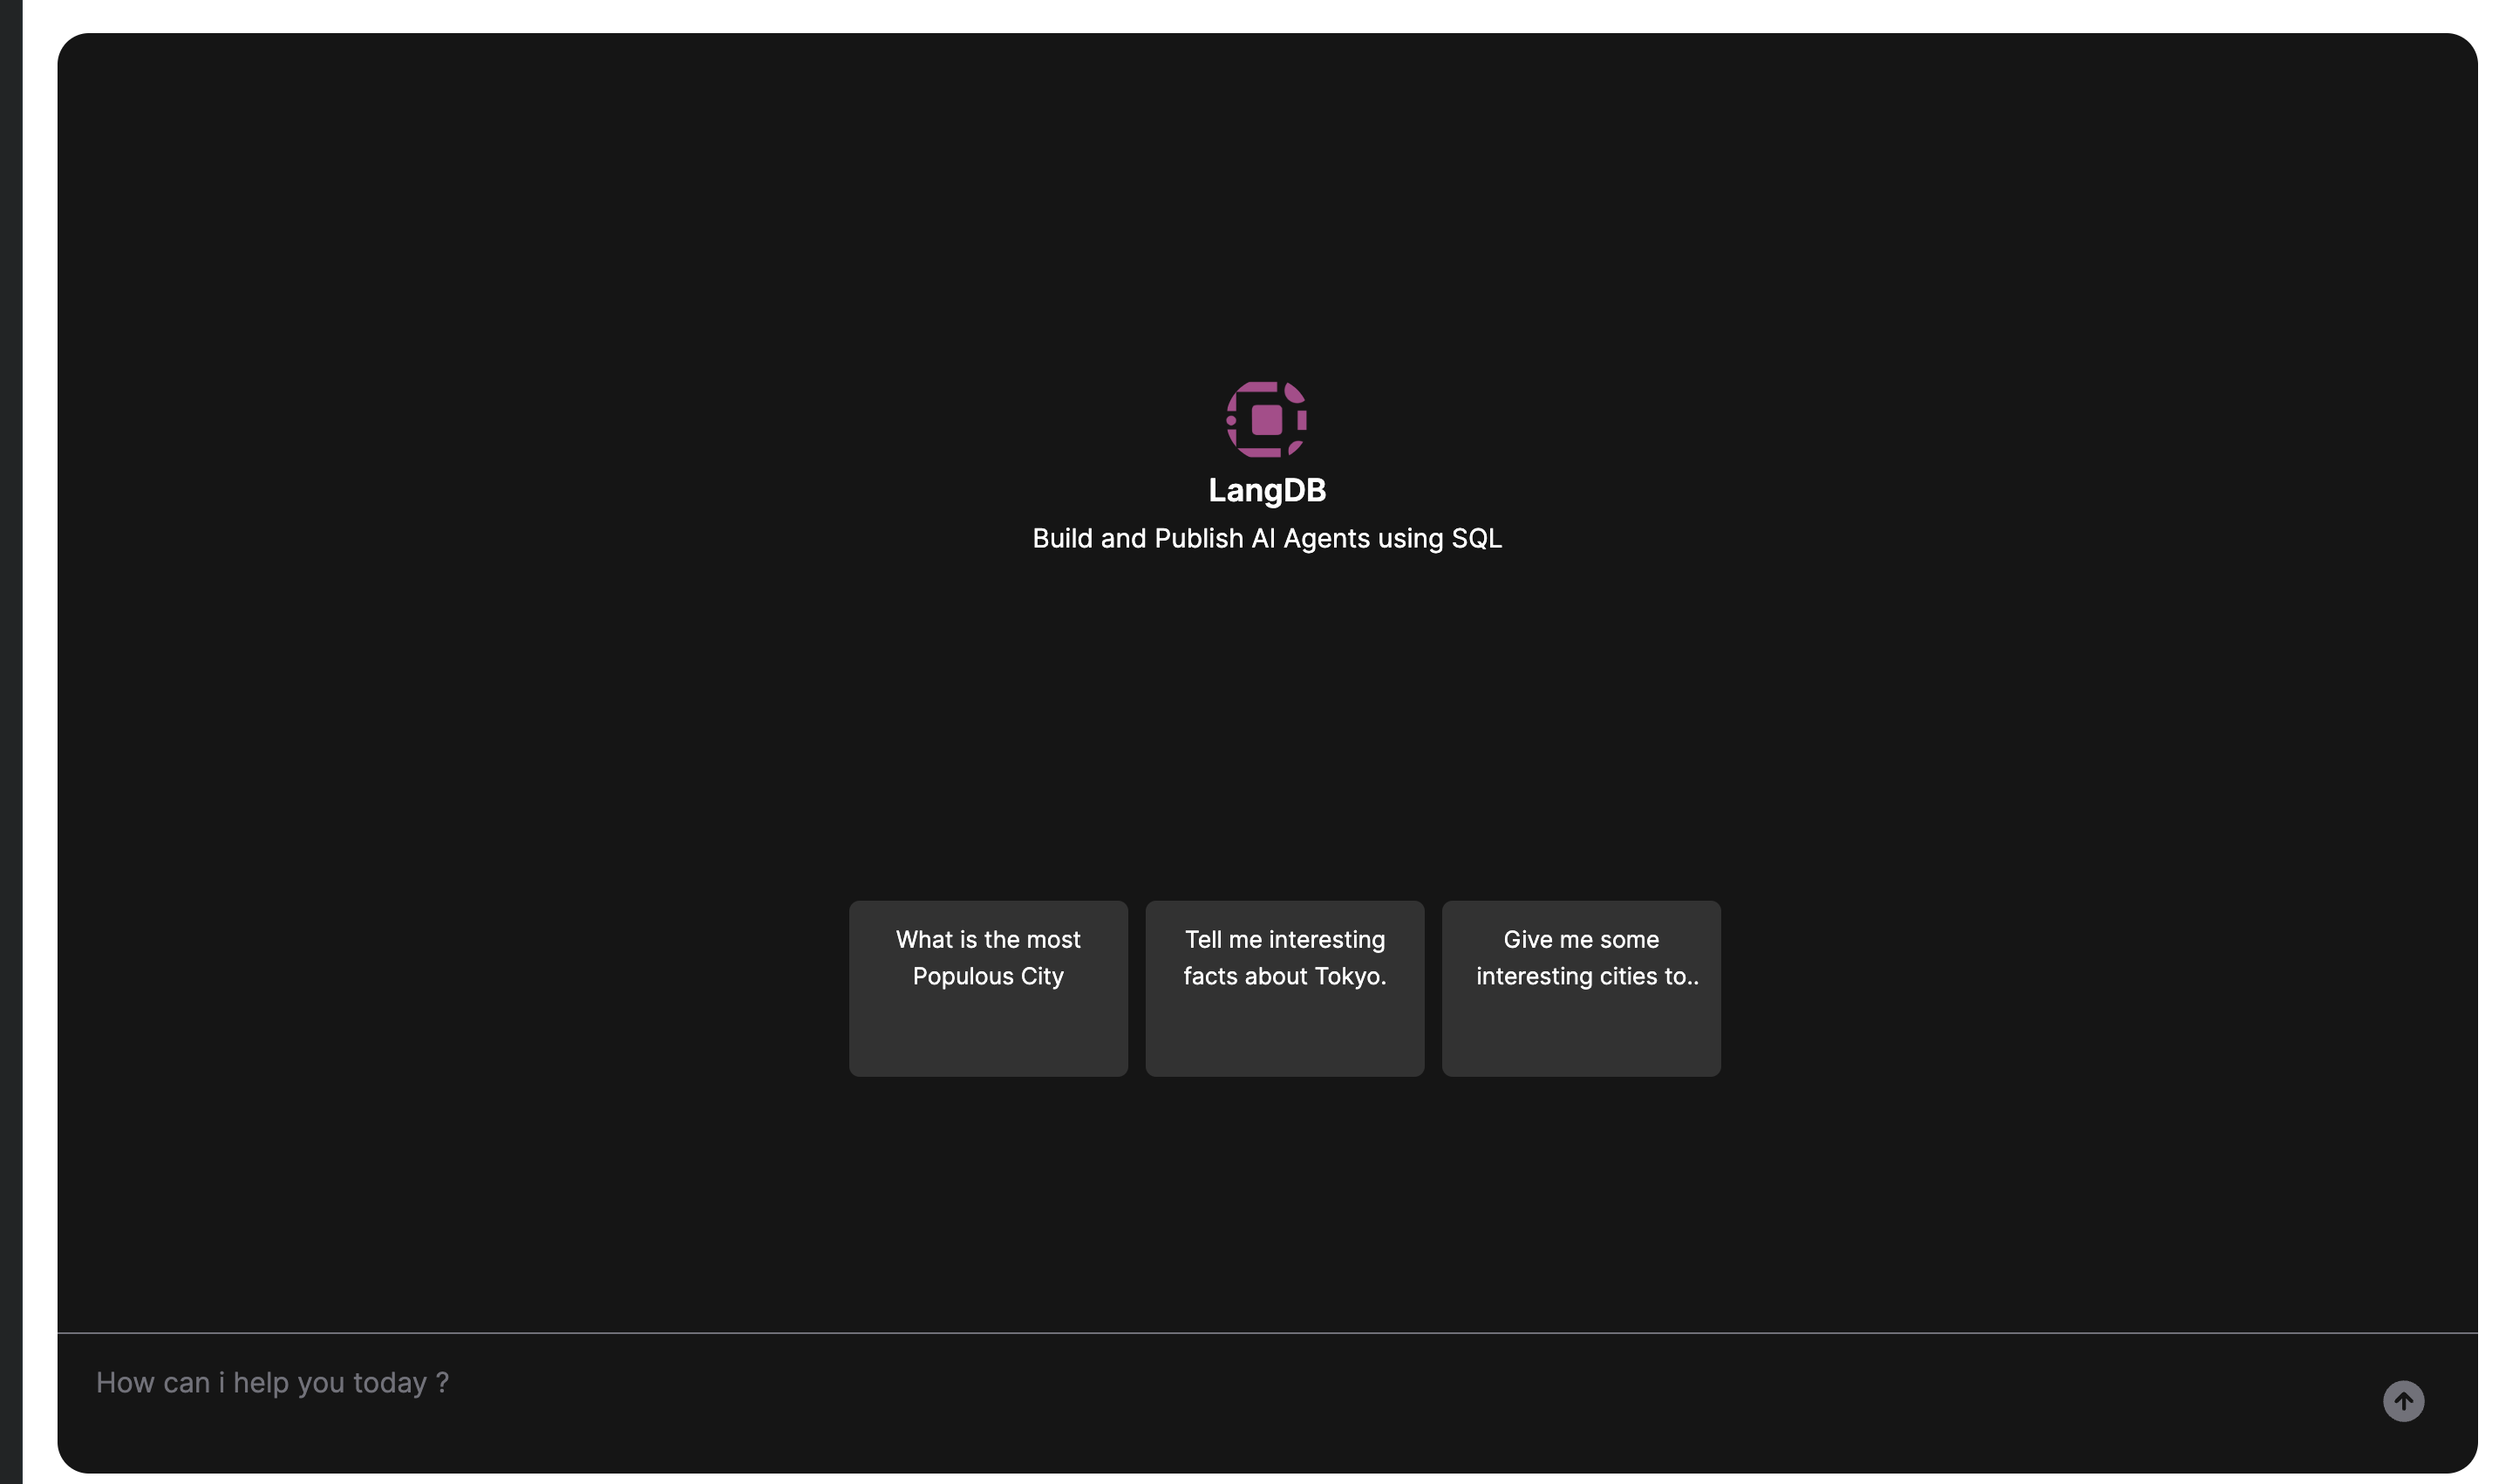 LangDB
Build and Publish AI Agents using SQL
What is the most
Populous City
Tell me interesting
facts about Tokyo.
Give me some
interesting cities to..
How can i help you today ?